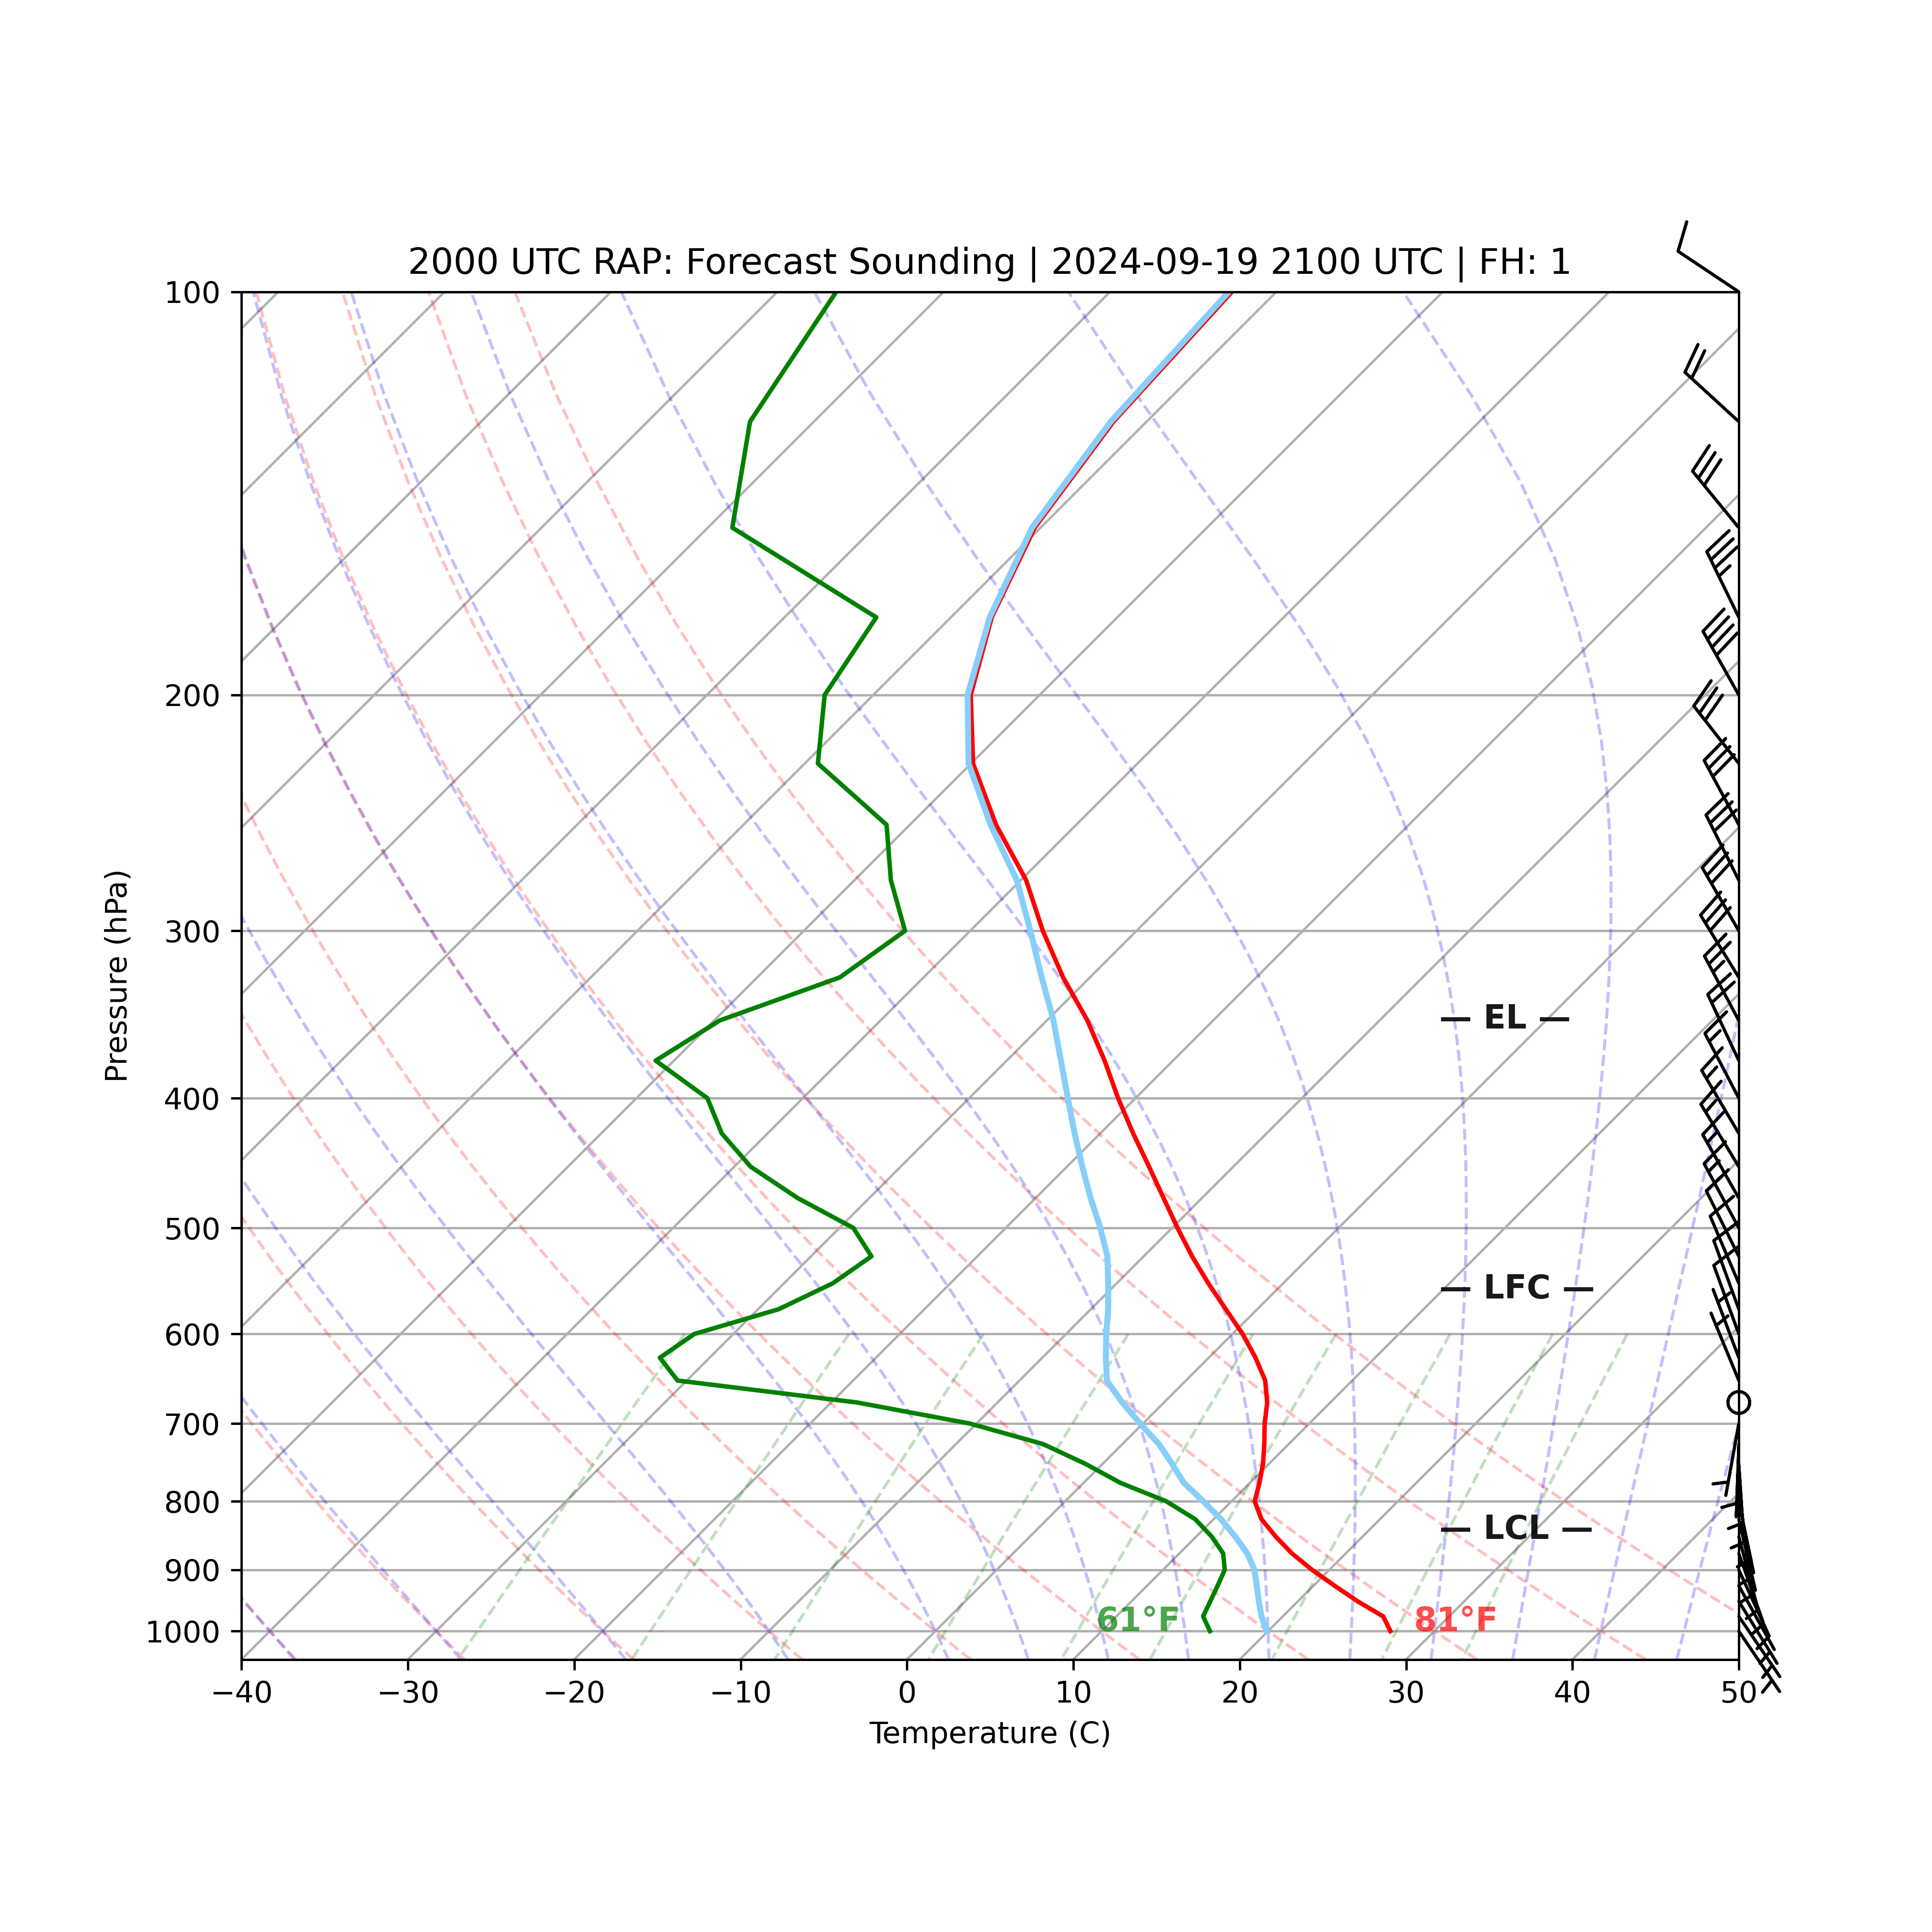 2000 UTC RAP: Forecast Sounding | 2024-09-19 2100 UTC | FH: 1
100
200
300
— EL —
400
500
— LFC —
600
700
800
— LCL —
900
61°F 81°F
1000
−40 −30 −20 −10 0 10 20 30 40 50
Temperature (C)
Pressure (hPa)